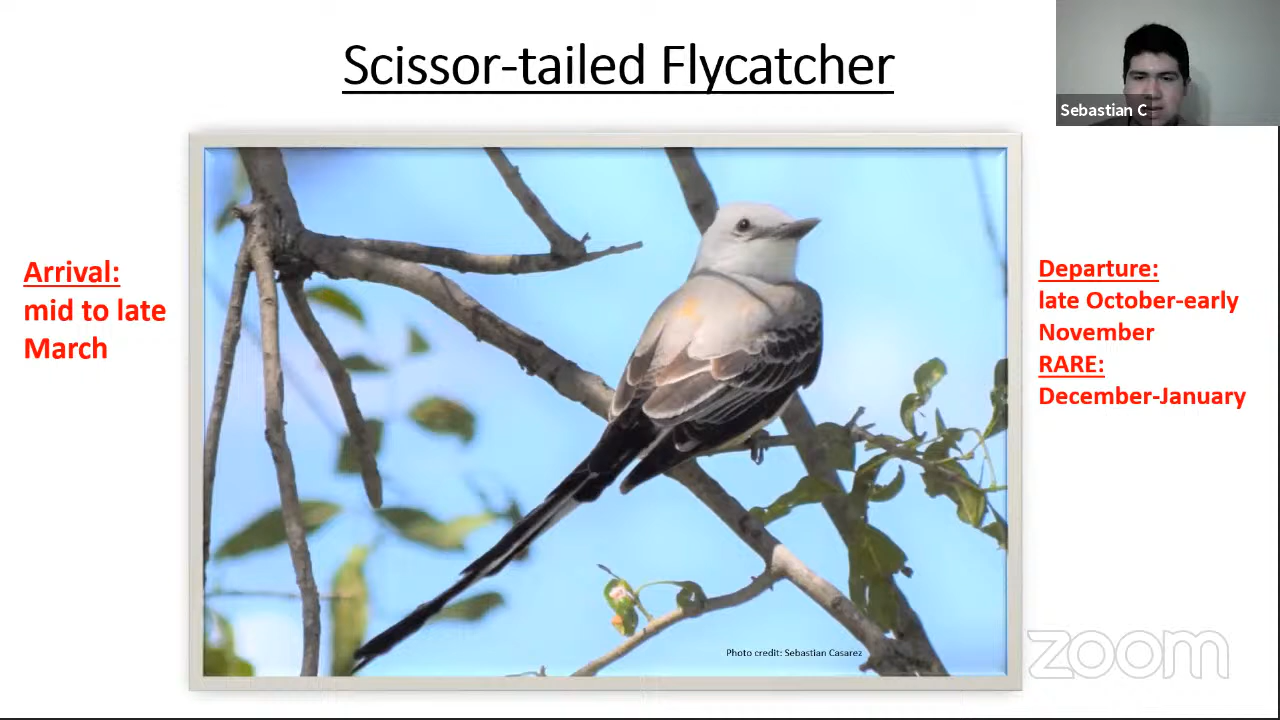 Scissor-tailed Flycatcher
Sebastian C
Arrival:
mid to late
March
Departure:
late October-early
November
RARE:
December-January
Photo credit: Sebastian Casarez
zoom